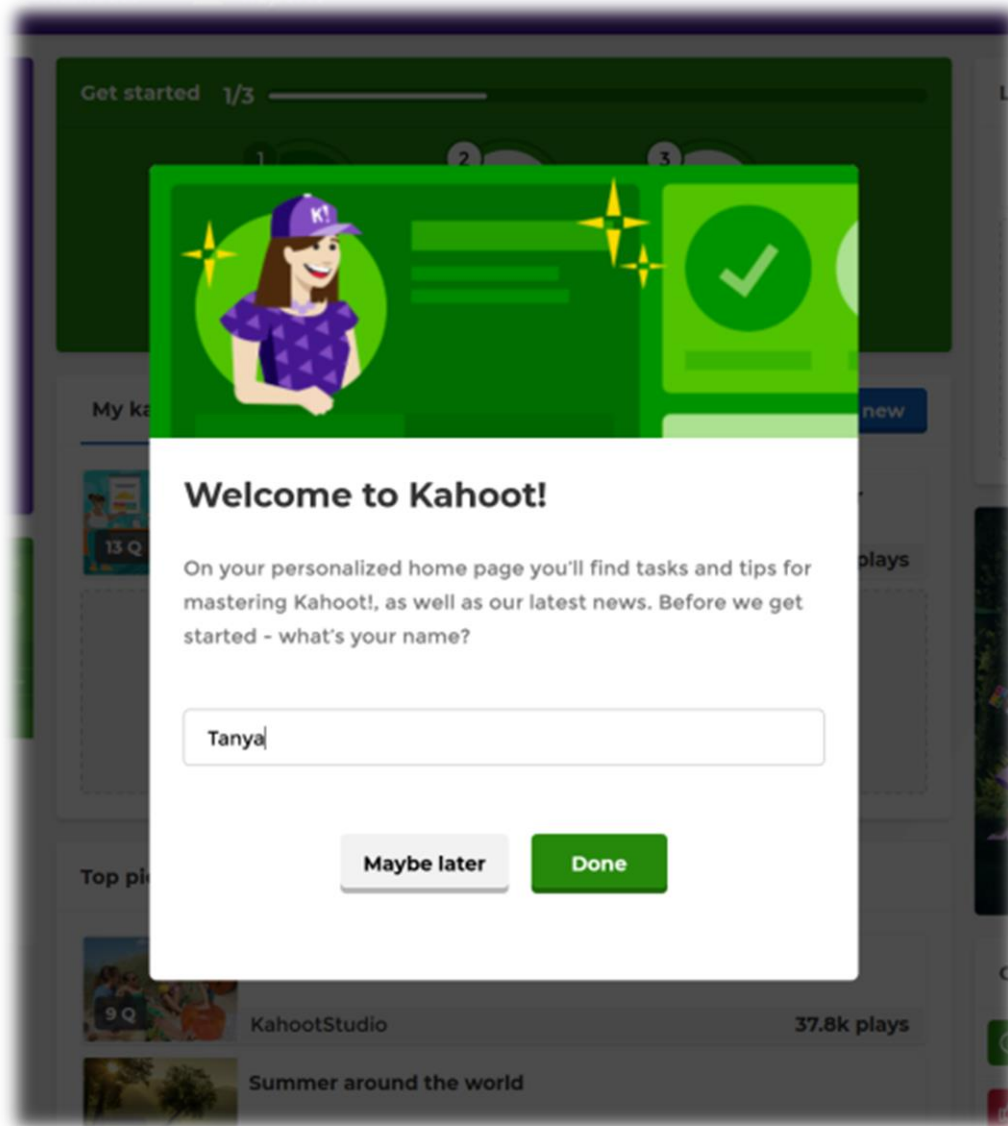 Get started 1/3
1 2 3
K!
My ka
new
13 Q
plays
Welcome to Kahoot!
On your personalized home page you'll find tasks and tips for
mastering Kahoot!, as well as our latest news. Before we get
started - what's your name?
Tanya
Maybe later Done
Top pi
9 Q
KahootStudio 37.8k plays
Summer around the world